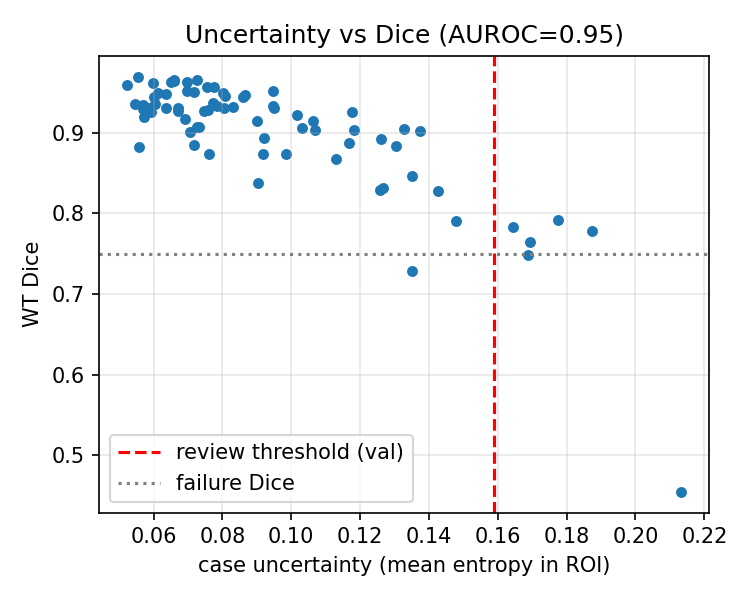 Uncertainty vs Dice (AUROC=0.95)
WT Dice
0.9
0.8
0.7
0.6
0.5
review threshold (val)
failure Dice
0.06 0.08 0.10 0.12 0.14 0.16 0.18 0.20 0.22
case uncertainty (mean entropy in ROI)